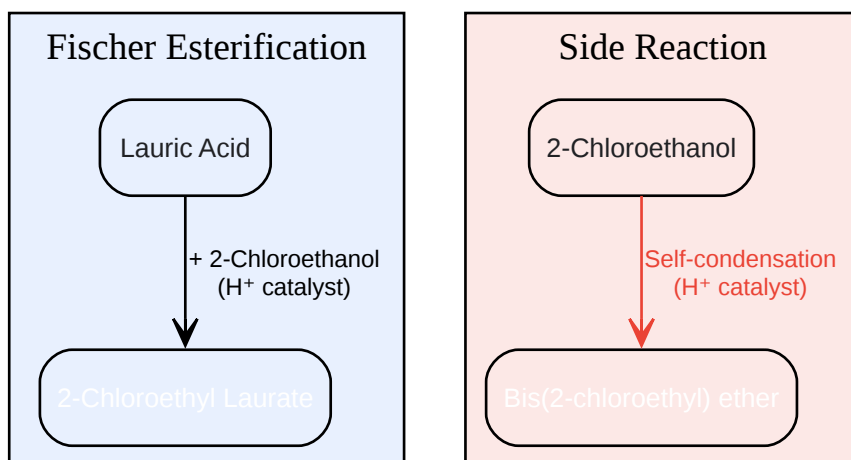 Fischer Esterification
Lauric Acid
+ 2-Chloroethanol
(H⁺ catalyst)
2-Chloroethyl Laurate
Side Reaction
2-Chloroethanol
Self-condensation
(H⁺ catalyst)
Bis(2-chloroethyl) ether